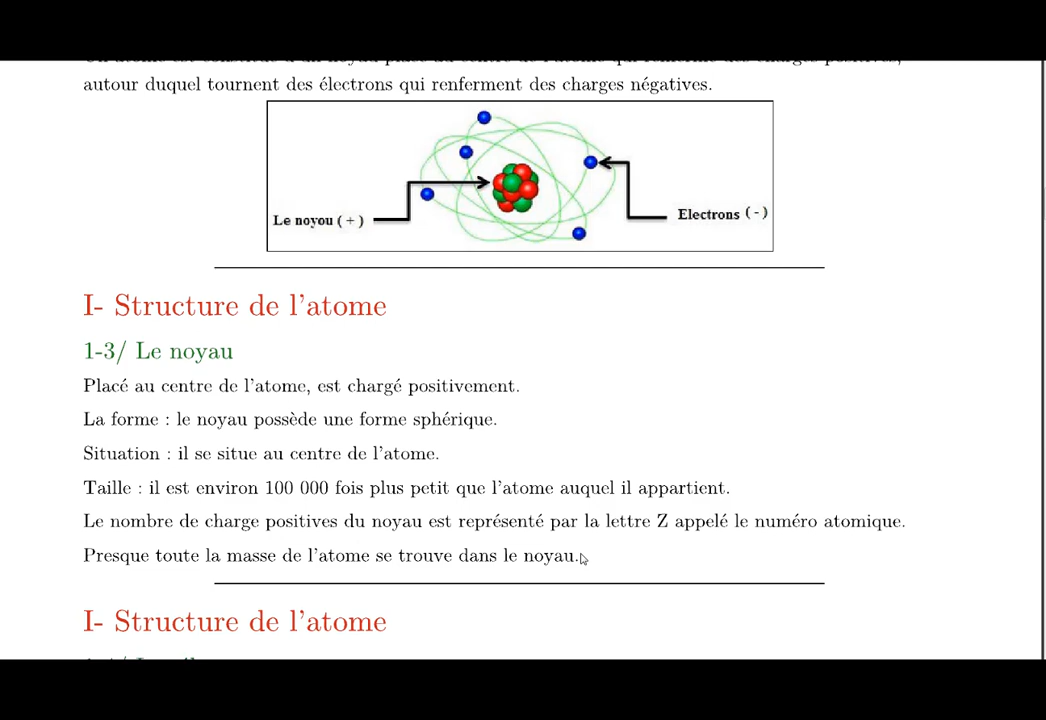 autour duquel tournent des électrons qui renferment des charges négatives.
Le noyou ( + )
Electrons ( - )
I- Structure de l'atome
1-3/ Le noyau
Placé au centre de l'atome, est chargé positivement.
La forme : le noyau possède une forme sphérique.
Situation : il se situe au centre de l'atome.
Taille : il est environ 100 000 fois plus petit que l'atome auquel il appartient.
Le nombre de charge positives du noyau est représenté par la lettre Z appelé le numéro atomique.
Presque toute la masse de l'atome se trouve dans le noyau.
I- Structure de l'atome